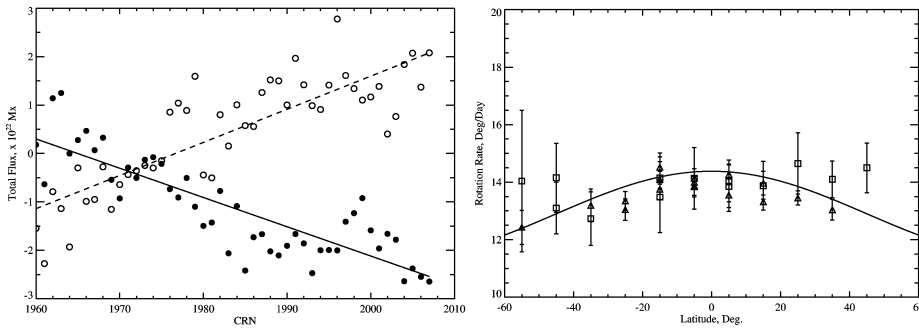 3
2
1
0
-1
-2
-3
Total Flux, x 10²² Mx
1960 1970 1980 1990 2000 2010
CRN
20
18
16
14
12
10
Rotation Rate, Deg/Day
-60 -40 -20 0 20 40 60
Latitude, Deg.